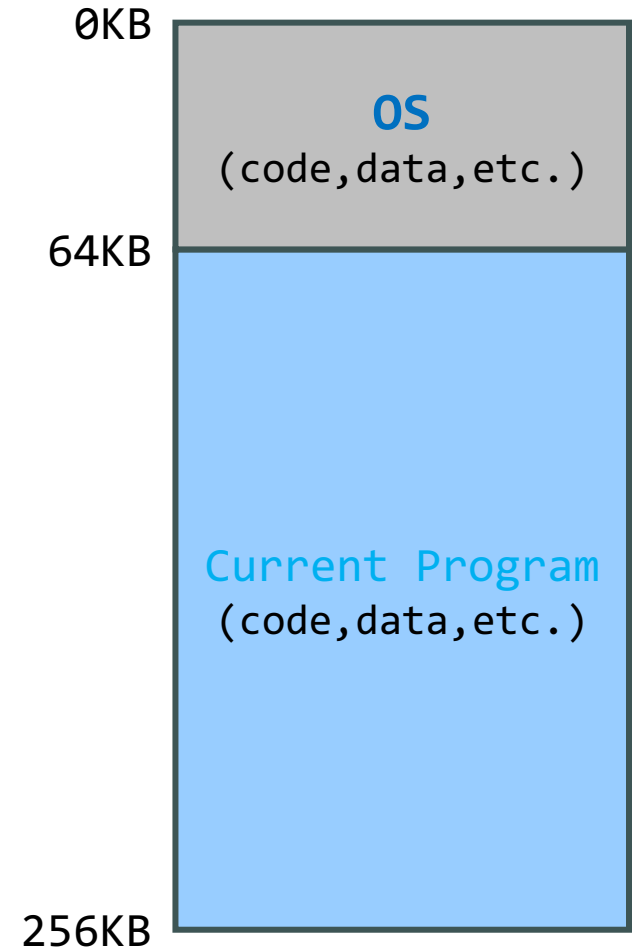 0KB
OS
(code,data,etc.)
64KB
Current Program
(code,data,etc.)
256KB